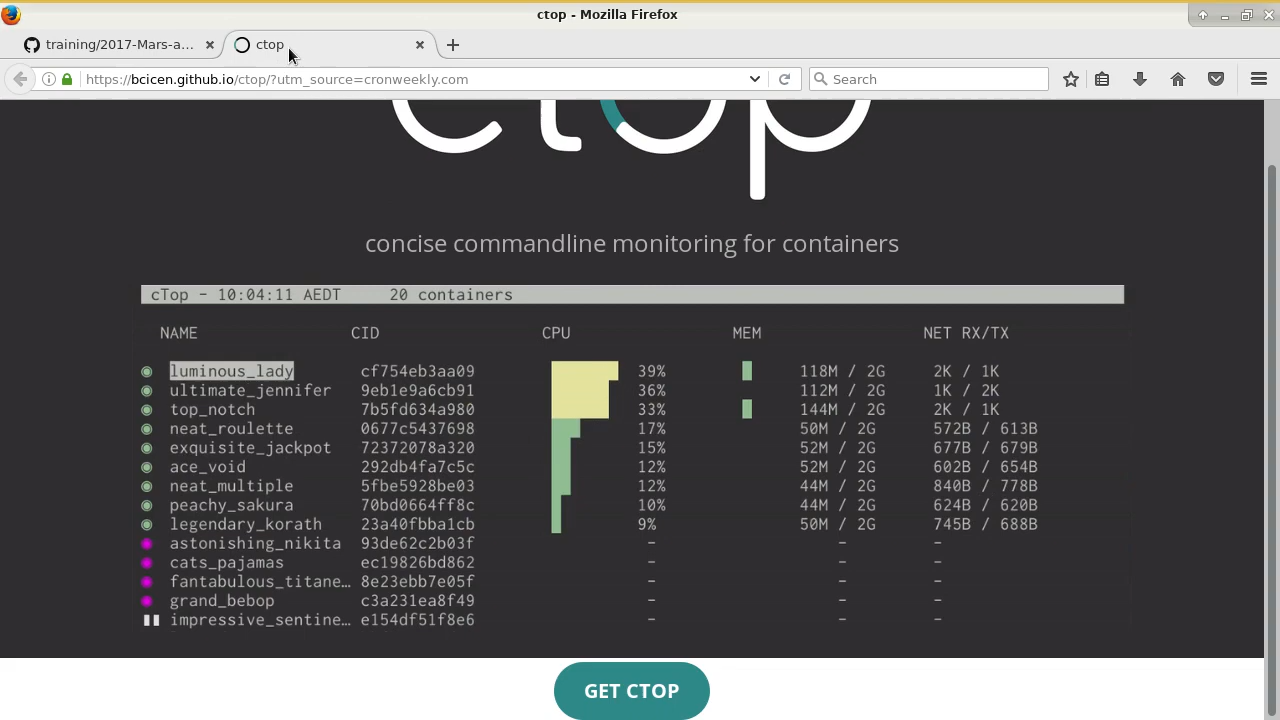 ctop - Mozilla Firefox
training/2017-Mars-a...
ctop
https://bcicen.github.io/ctop/?utm_source=cronweekly.com
Search
ctop
concise commandline monitoring for containers
cTop - 10:04:11 AEDT 20 containers
NAME CID CPU MEM NET RX/TX
luminous_lady cf754eb3aa09 39% 118M / 2G 2K / 1K
ultimate_jennifer 9eb1e9a6cb91 36% 112M / 2G 1K / 2K
top_notch 7b5fd634a980 33% 144M / 2G 2K / 1K
neat_roulette 0677c5437698 17% 50M / 2G 572B / 613B
exquisite_jackpot 72372078a320 15% 52M / 2G 677B / 679B
ace_void 292db4fa7c5c 12% 52M / 2G 602B / 654B
neat_multiple 5fbe5928be03 12% 44M / 2G 840B / 778B
peachy_sakura 70bd0664ff8c 10% 44M / 2G 624B / 620B
legendary_korath 23a40fbba1cb 9% 50M / 2G 745B / 688B
astonishing_nikita 93de62c2b03f - - -
cats_pajamas ec19826bd862 - - -
fantabulous_titane… 8e23ebb7e05f - - -
grand_bebop c3a231ea8f49 - - -
impressive_sentine… e154df51f8e6 - - -
GET CTOP